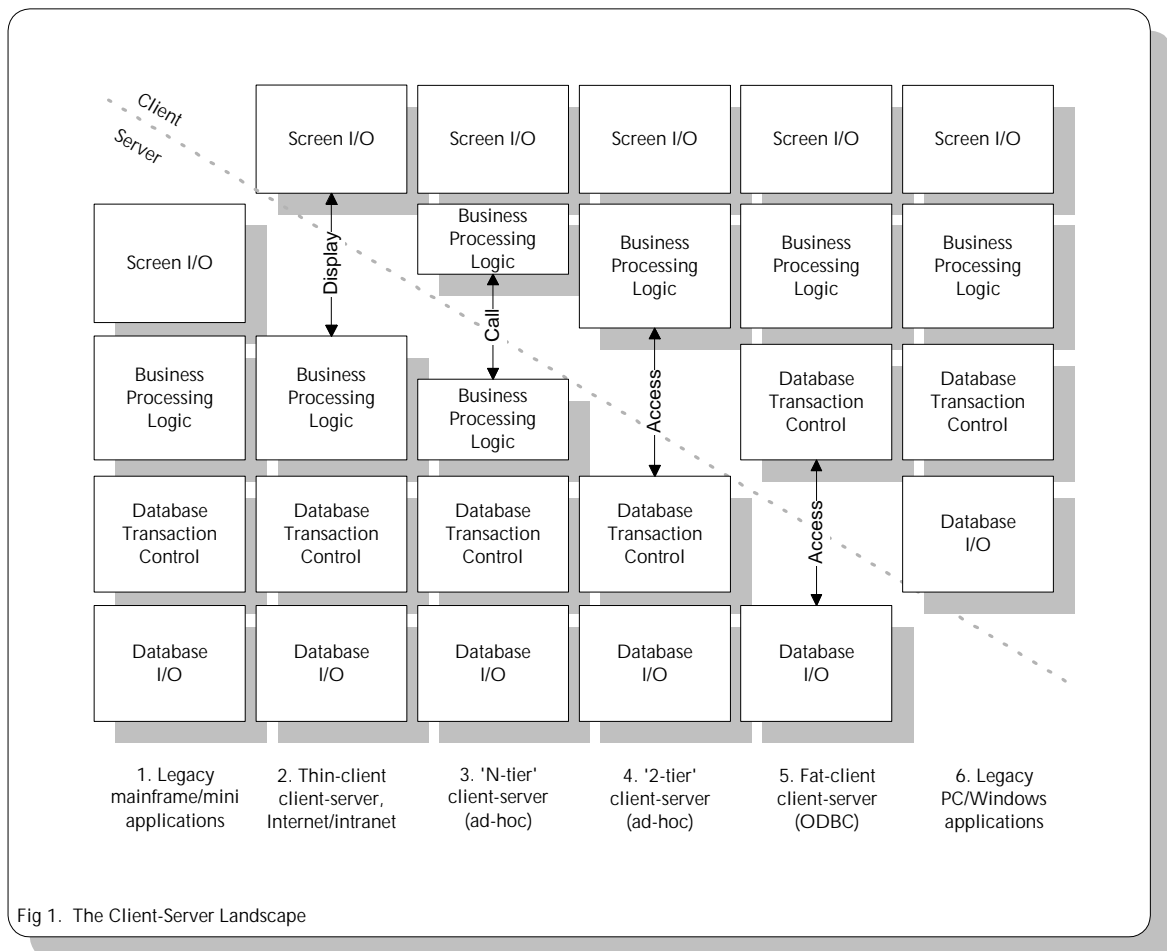 Client
Server
Screen I/O
Screen I/O
Screen I/O
Screen I/O
Screen I/O
Screen I/O
Display
Business
Processing
Logic
Call
Business
Processing
Logic
Business
Processing
Logic
Business
Processing
Logic
Business
Processing
Logic
Business
Processing
Logic
Business
Processing
Logic
Access
Database
Transaction
Control
Database
Transaction
Control
Database
Transaction
Control
Database
Transaction
Control
Database
Transaction
Control
Database
Transaction
Control
Access
Database
I/O
Database
I/O
Database
I/O
Database
I/O
Database
I/O
Database
I/O
1. Legacy
mainframe/mini
applications
2. Thin-client
client-server,
Internet/intranet
3. 'N-tier'
client-server
(ad-hoc)
4. '2-tier'
client-server
(ad-hoc)
5. Fat-client
client-server
(ODBC)
6. Legacy
PC/Windows
applications
Fig 1. The Client-Server Landscape